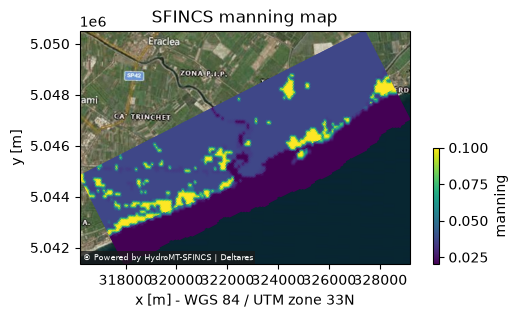 SFINCS manning map
1e6
5.050
5.048
5.046
5.044
5.042
y [m]
Eraclea
SP42
ZONA P.I.P.
ami
CA' TRINCHET
RD
A.
© Powered by HydroMT-SFINCS | Deltares
318000 320000 322000 324000 326000 328000
x [m] - WGS 84 / UTM zone 33N
0.100
0.075
0.050
0.025
manning